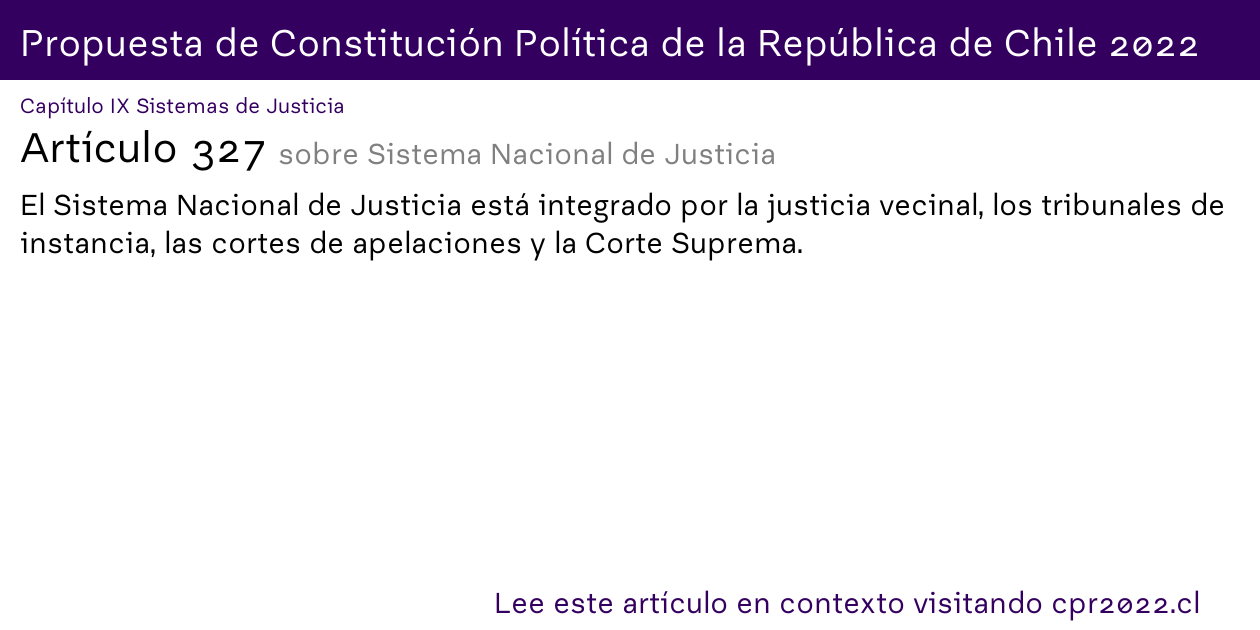 Propuesta de Constitución Política de la República de Chile 2022
Capítulo IX Sistemas de Justicia
Artículo 327 sobre Sistema Nacional de Justicia
El Sistema Nacional de Justicia está integrado por la justicia vecinal, los tribunales de
instancia, las cortes de apelaciones y la Corte Suprema.
Lee este artículo en contexto visitando cpr2022.cl